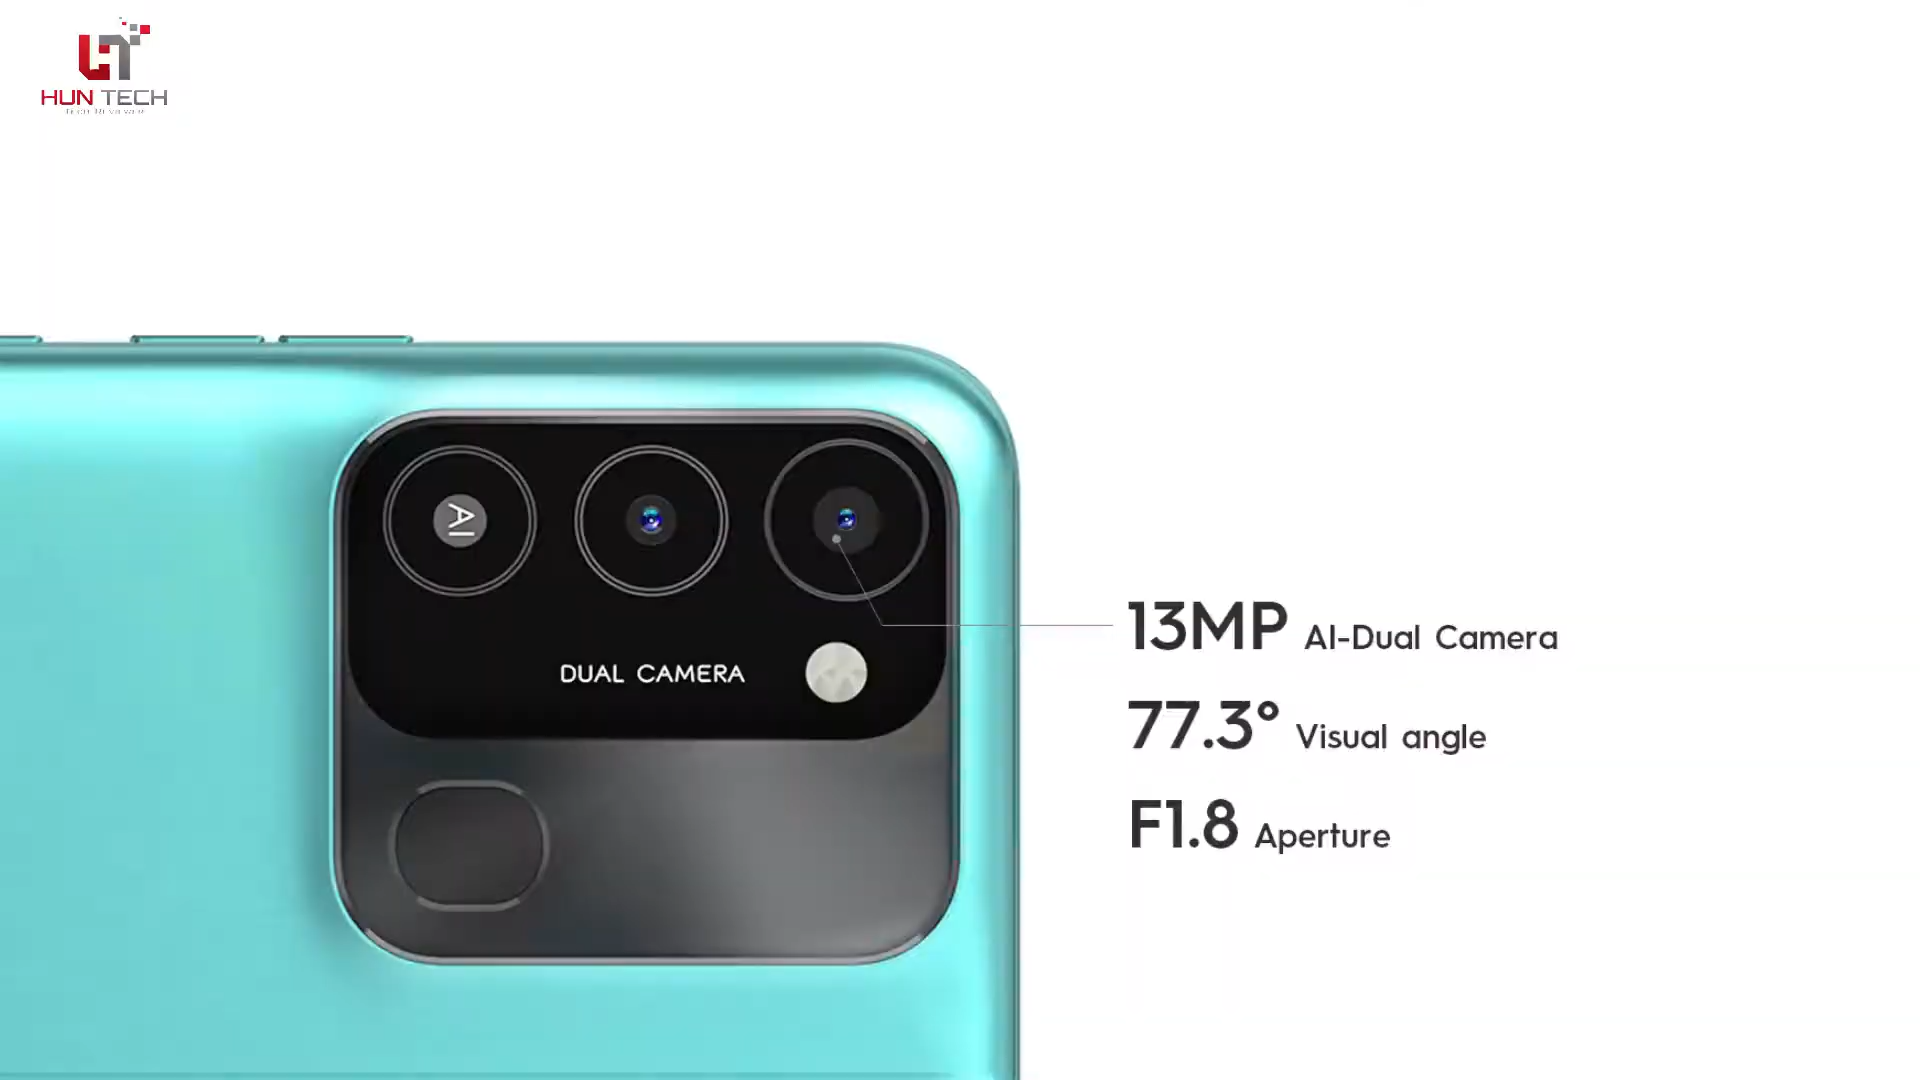 HUN TECH
AI
DUAL CAMERA
13MP AI-Dual Camera
77.3° Visual angle
F1.8 Aperture